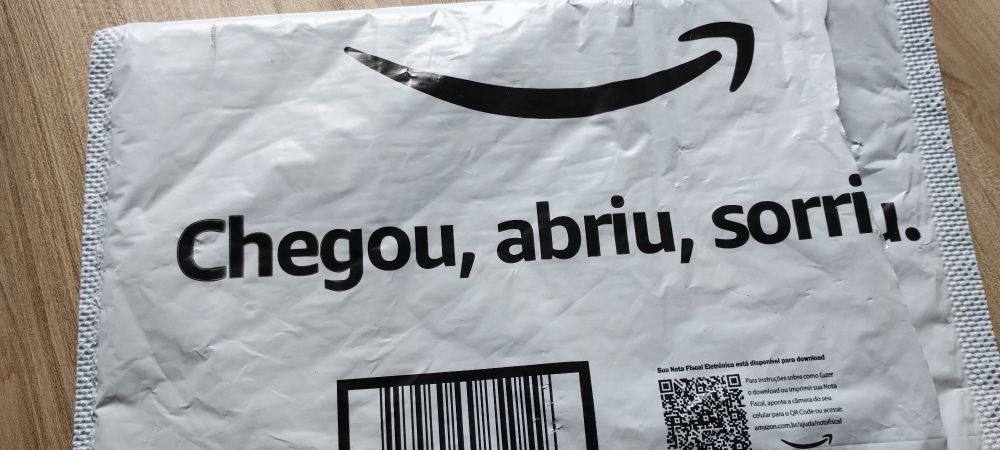 Chegou, abriu, sorriu.
Sua Nota Fiscal Eletrônica está disponível para download
Para instruções sobre como fazer
o download ou imprimir sua Nota
Fiscal, aponte a câmera do seu
celular para o QR Code ou acesse:
amazon.com.br/ajuda/notafiscal